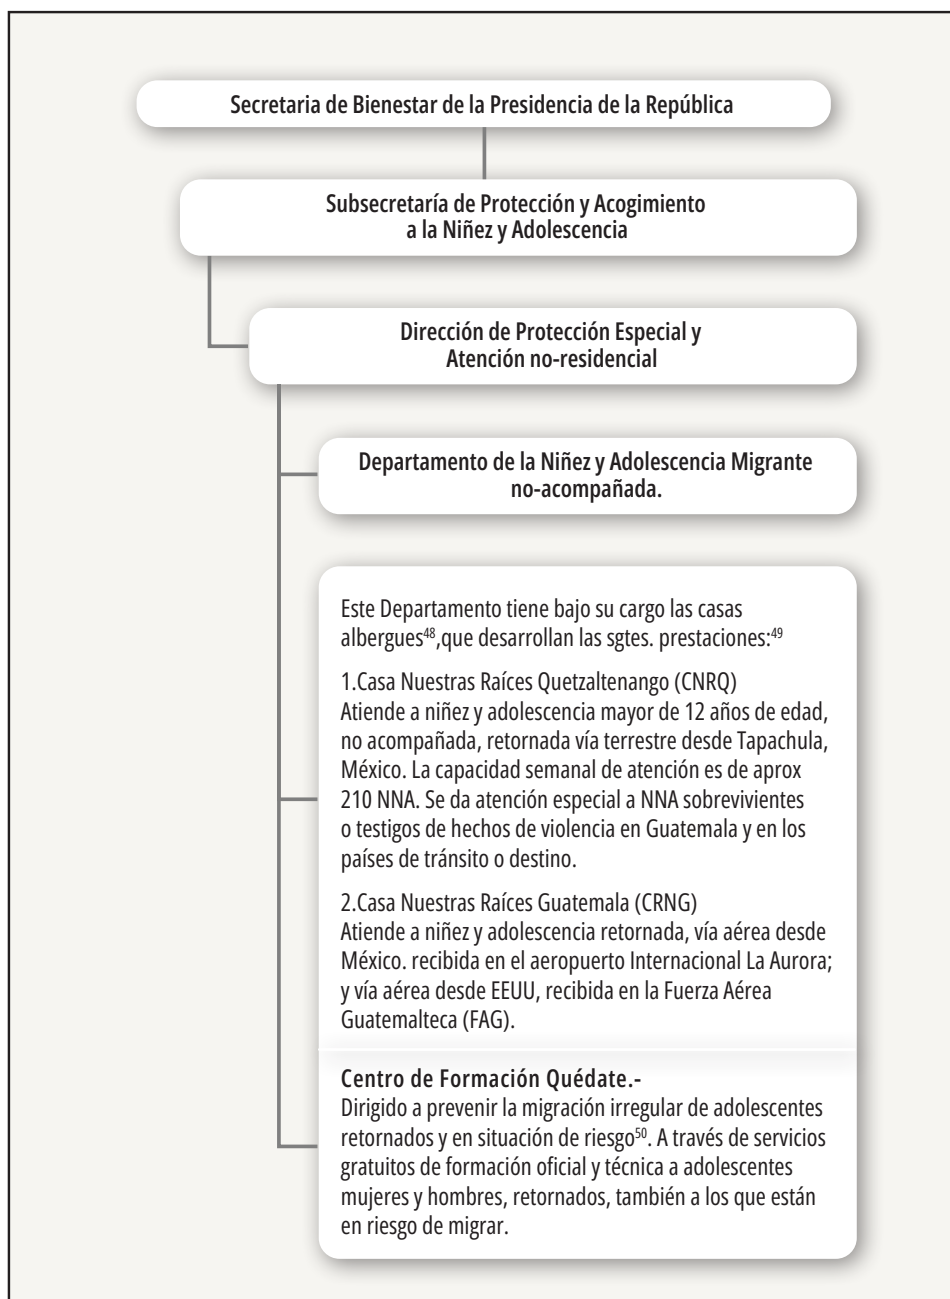 Secretaria de Bienestar de la Presidencia de la República
Subsecretaría de Protección y Acogimiento
a la Niñez y Adolescencia
Dirección de Protección Especial y
Atención no-residencial
Departamento de la Niñez y Adolescencia Migrante
no-acompañada.
Este Departamento tiene bajo su cargo las casas
albergues⁴⁸,que desarrollan las sgtes. prestaciones:⁴⁹
1.Casa Nuestras Raíces Quetzaltenango (CNRQ)
Atiende a niñez y adolescencia mayor de 12 años de edad,
no acompañada, retornada vía terrestre desde Tapachula,
México. La capacidad semanal de atención es de aprox
210 NNA. Se da atención especial a NNA sobrevivientes
o testigos de hechos de violencia en Guatemala y en los
países de tránsito o destino.
2.Casa Nuestras Raíces Guatemala (CRNG)
Atiende a niñez y adolescencia retornada, vía aérea desde
México. recibida en el aeropuerto Internacional La Aurora;
y vía aérea desde EEUU, recibida en la Fuerza Aérea
Guatemalteca (FAG).
Centro de Formación Quédate.-
Dirigido a prevenir la migración irregular de adolescentes
retornados y en situación de riesgo⁵⁰. A través de servicios
gratuitos de formación oficial y técnica a adolescentes
mujeres y hombres, retornados, también a los que están
en riesgo de migrar.